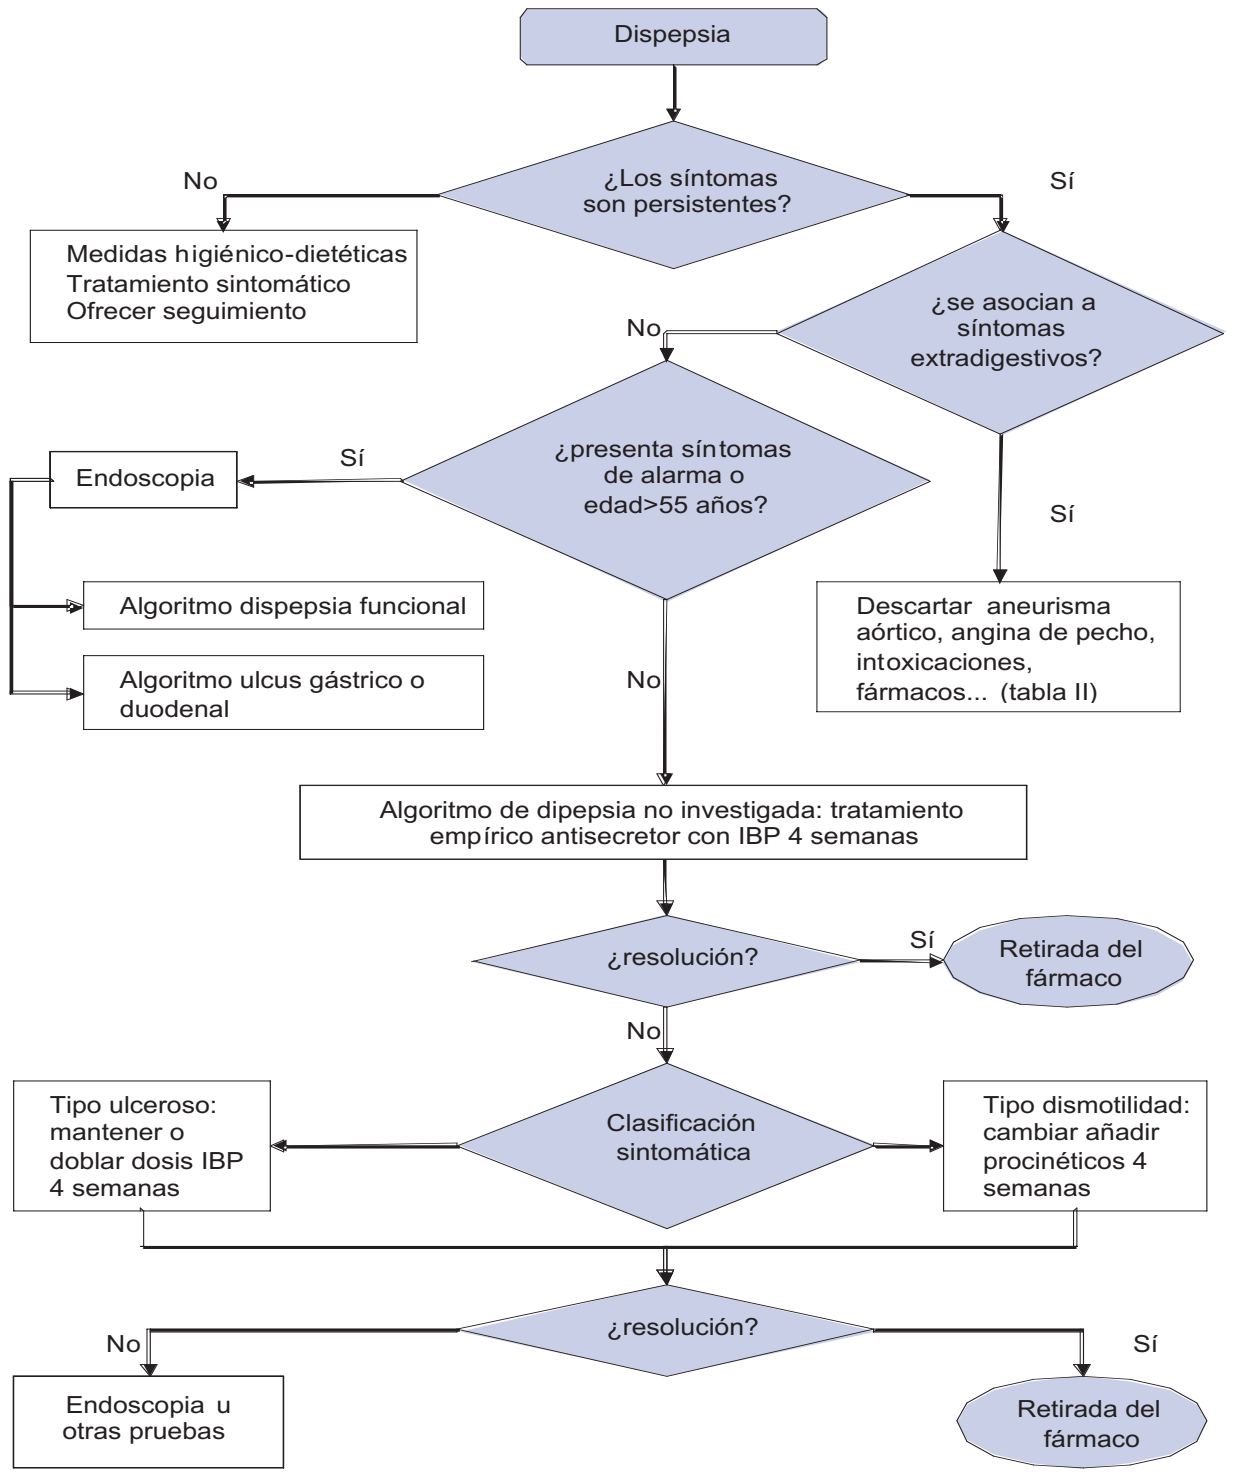 Dispepsia
¿Los síntomas
son persistentes?
No
Sí
Medidas higiénico-dietéticas
Tratamiento sintomático
Ofrecer seguimiento
¿se asocian a
síntomas
extradigestivos?
No
¿presenta síntomas
de alarma o
edad>55 años?
Sí
Endoscopia
Sí
Algoritmo dispepsia funcional
Algoritmo ulcus gástrico o
duodenal
Descartar aneurisma
aórtico, angina de pecho,
intoxicaciones,
fármacos... (tabla II)
No
Algoritmo de dipepsia no investigada: tratamiento
empírico antisecretor con IBP 4 semanas
¿resolución?
Sí
Retirada del
fármaco
No
Clasificación
sintomática
Tipo ulceroso:
mantener o
doblar dosis IBP
4 semanas
Tipo dismotilidad:
cambiar añadir
procinéticos 4
semanas
¿resolución?
No
Sí
Endoscopia u
otras pruebas
Retirada del
fármaco